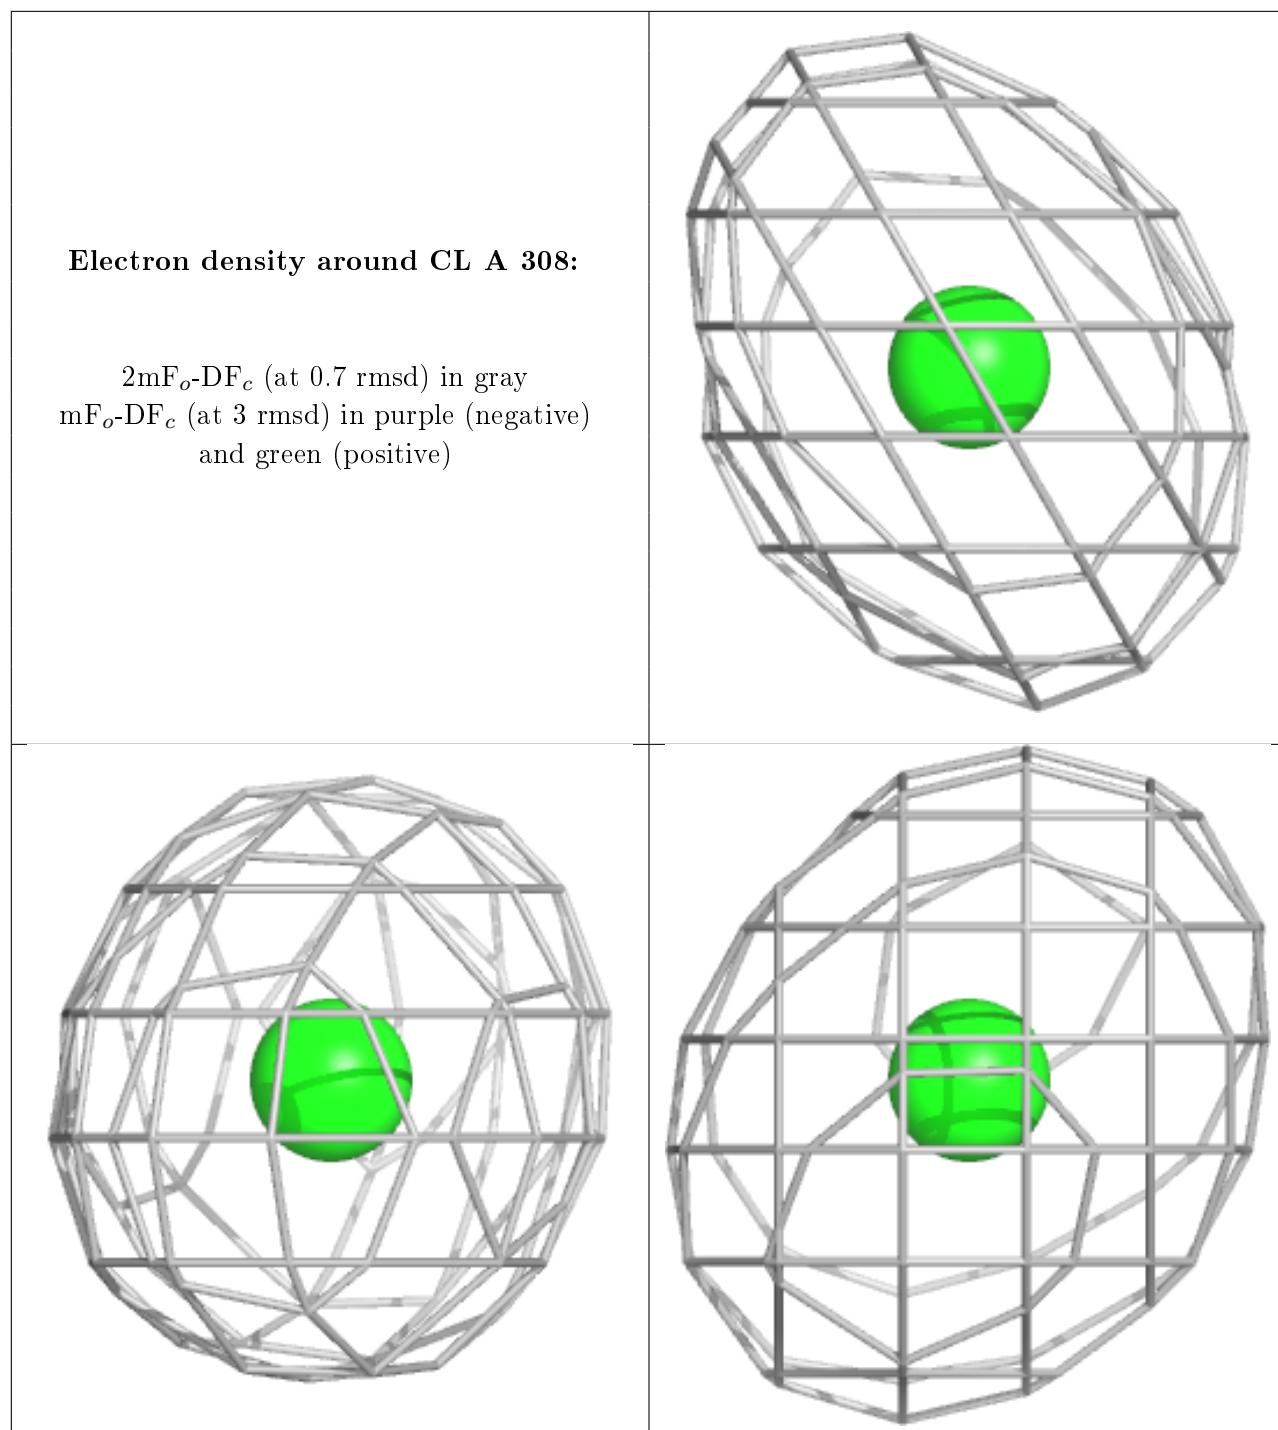 Electron density around CL A 308:
2mFₒ-DF𝒸 (at 0.7 rmsd) in gray
mFₒ-DF𝒸 (at 3 rmsd) in purple (negative)
and green (positive)